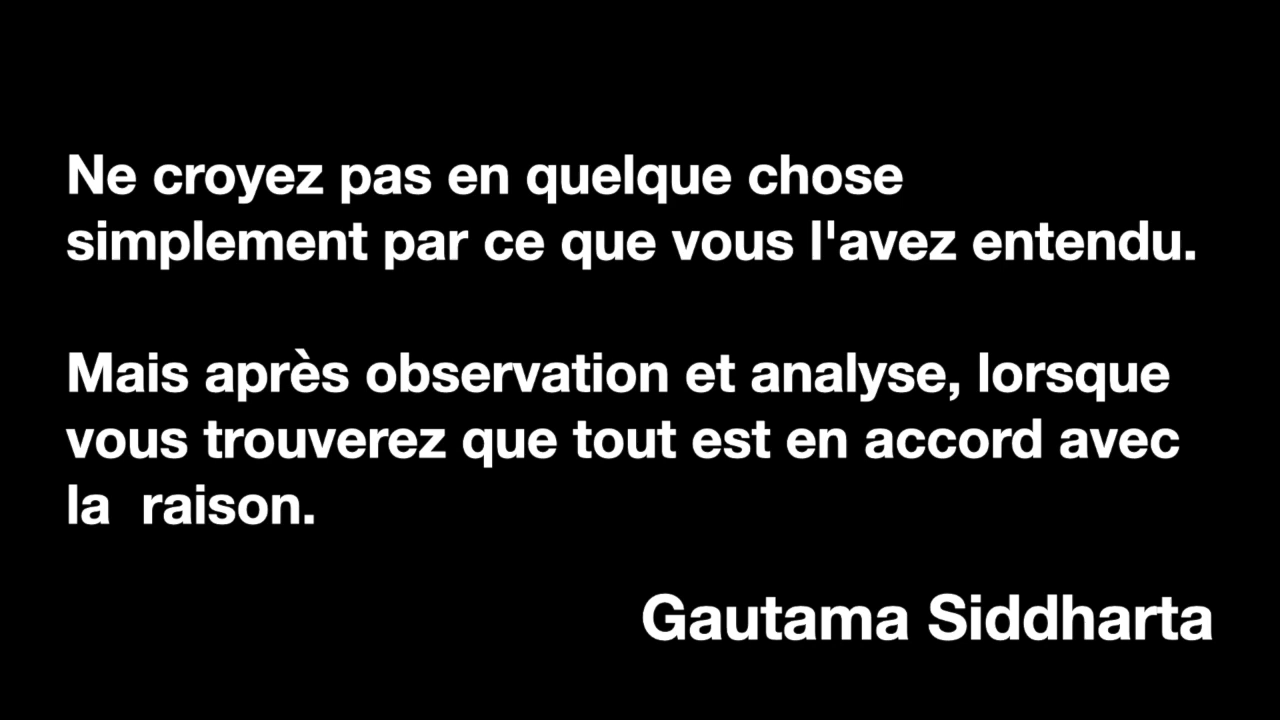 Ne croyez pas en quelque chose
simplement par ce que vous l'avez entendu.
Mais après observation et analyse, lorsque
vous trouverez que tout est en accord avec
la  raison.
Gautama Siddharta